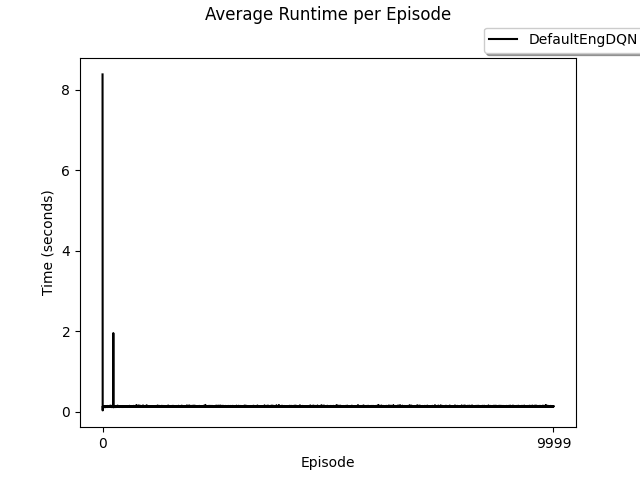 Average Runtime per Episode
DefaultEngDQN
8
6
4
2
0
Time (seconds)
0 9999
Episode